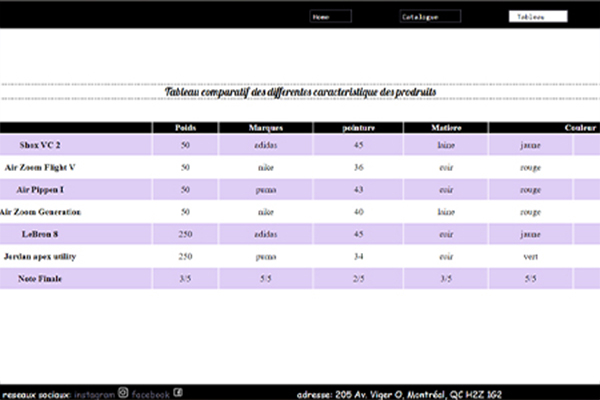 Home Catalogue Tableau
Tableau comparatif des differentes caracteristique des prodruits
Poids Marques pointure Matiere Couleur
Shox VC 2 50 adidas 45 laine jaune
Air Zoom Flight V 50 nike 36 cuir rouge
Air Pippen I 50 puma 43 cuir rouge
Air Zoom Generation 50 nike 40 laine rouge
LeBron 8 250 adidas 45 cuir jaune
Jordan apex utility 250 puma 34 cuir vert
Note Finale 3/5 5/5 2/5 3/5 5/5
reseaux sociaux: instagram facebook adresse: 205 Av. Viger O, Montréal, QC H2Z 1G2